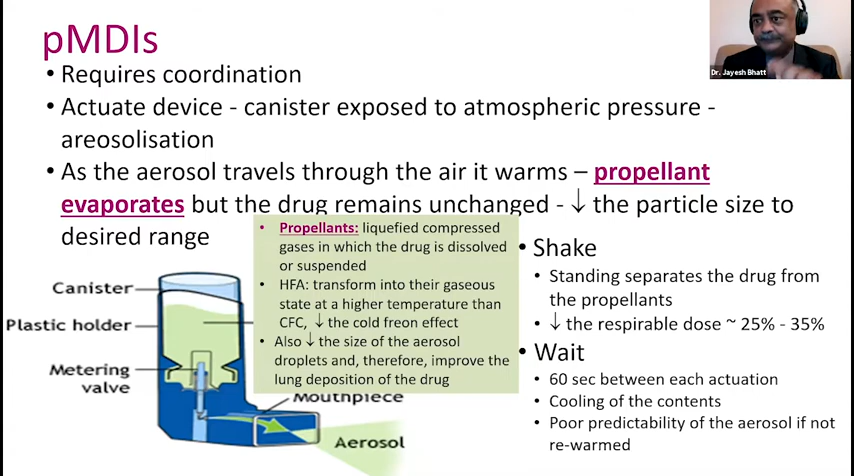 pMDIs
Dr. Jayesh Bhatt
• Requires coordination
• Actuate device - canister exposed to atmospheric pressure -
areosolisation
• As the aerosol travels through the air it warms – propellant
evaporates but the drug remains unchanged - ↓ the particle size to
desired range
• Propellants: liquefied compressed
gases in which the drug is dissolved
or suspended
• HFA: transform into their gaseous
state at a higher temperature than
CFC, ↓ the cold freon effect
• Also ↓ the size of the aerosol
droplets and, therefore, improve the
lung deposition of the drug
Canister
Plastic holder
Metering
valve
Mouthpiece
Aerosol
• Shake
• Standing separates the drug from
the propellants
• ↓ the respirable dose ~ 25% - 35%
• Wait
• 60 sec between each actuation
• Cooling of the contents
• Poor predictability of the aerosol if not
re-warmed